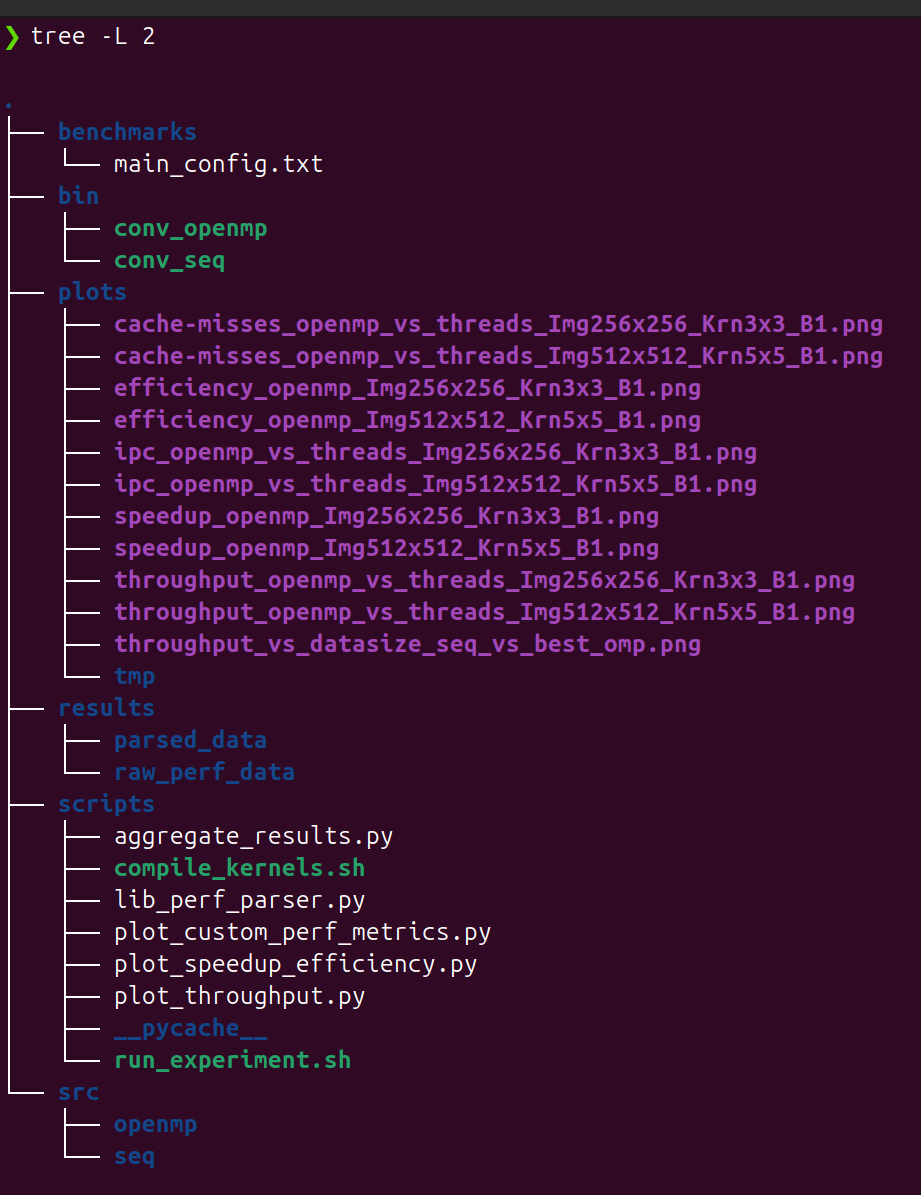 ❯ tree -L 2
.
├── benchmarks
│   └── main_config.txt
├── bin
│   ├── conv_openmp
│   └── conv_seq
├── plots
│   ├── cache-misses_openmp_vs_threads_Img256x256_Krn3x3_B1.png
│   ├── cache-misses_openmp_vs_threads_Img512x512_Krn5x5_B1.png
│   ├── efficiency_openmp_Img256x256_Krn3x3_B1.png
│   ├── efficiency_openmp_Img512x512_Krn5x5_B1.png
│   ├── ipc_openmp_vs_threads_Img256x256_Krn3x3_B1.png
│   ├── ipc_openmp_vs_threads_Img512x512_Krn5x5_B1.png
│   ├── speedup_openmp_Img256x256_Krn3x3_B1.png
│   ├── speedup_openmp_Img512x512_Krn5x5_B1.png
│   ├── throughput_openmp_vs_threads_Img256x256_Krn3x3_B1.png
│   ├── throughput_openmp_vs_threads_Img512x512_Krn5x5_B1.png
│   ├── throughput_vs_datasize_seq_vs_best_omp.png
│   └── tmp
├── results
│   ├── parsed_data
│   └── raw_perf_data
├── scripts
│   ├── aggregate_results.py
│   ├── compile_kernels.sh
│   ├── lib_perf_parser.py
│   ├── plot_custom_perf_metrics.py
│   ├── plot_speedup_efficiency.py
│   ├── plot_throughput.py
│   ├── __pycache__
│   └── run_experiment.sh
└── src
    ├── openmp
    └── seq